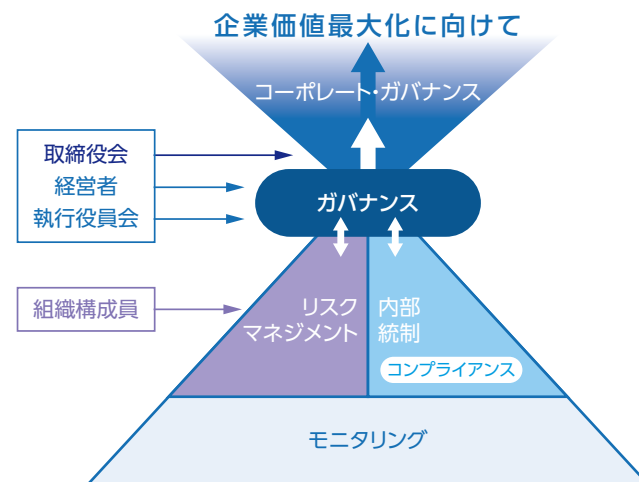 企業価値最大化に向けて
コーポレート・ガバナンス
取締役会
経営者
執行役員会
ガバナンス
組織構成員
リスク
マネジメント
内部
統制
コンプライアンス
モニタリング